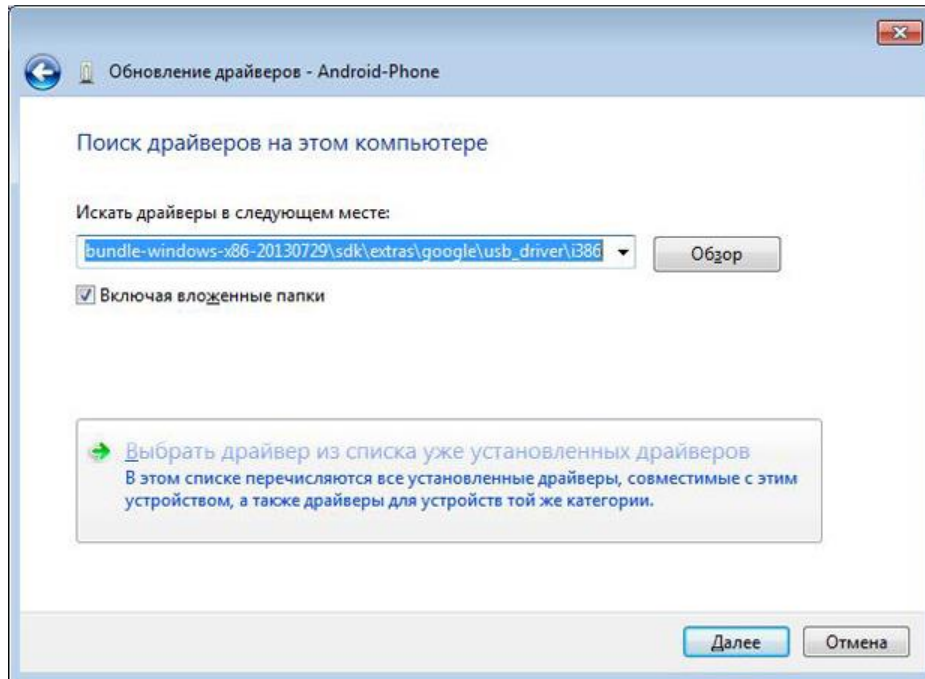 Обновление драйверов - Android-Phone
Поиск драйверов на этом компьютере
Искать драйверы в следующем месте:
bundle-windows-x86-20130729\sdk\extras\google\usb_driver\i386
Обзор
Включая вложенные папки
Выбрать драйвер из списка уже установленных драйверов
В этом списке перечисляются все установленные драйверы, совместимые с этим
устройством, а также драйверы для устройств той же категории.
Далее
Отмена